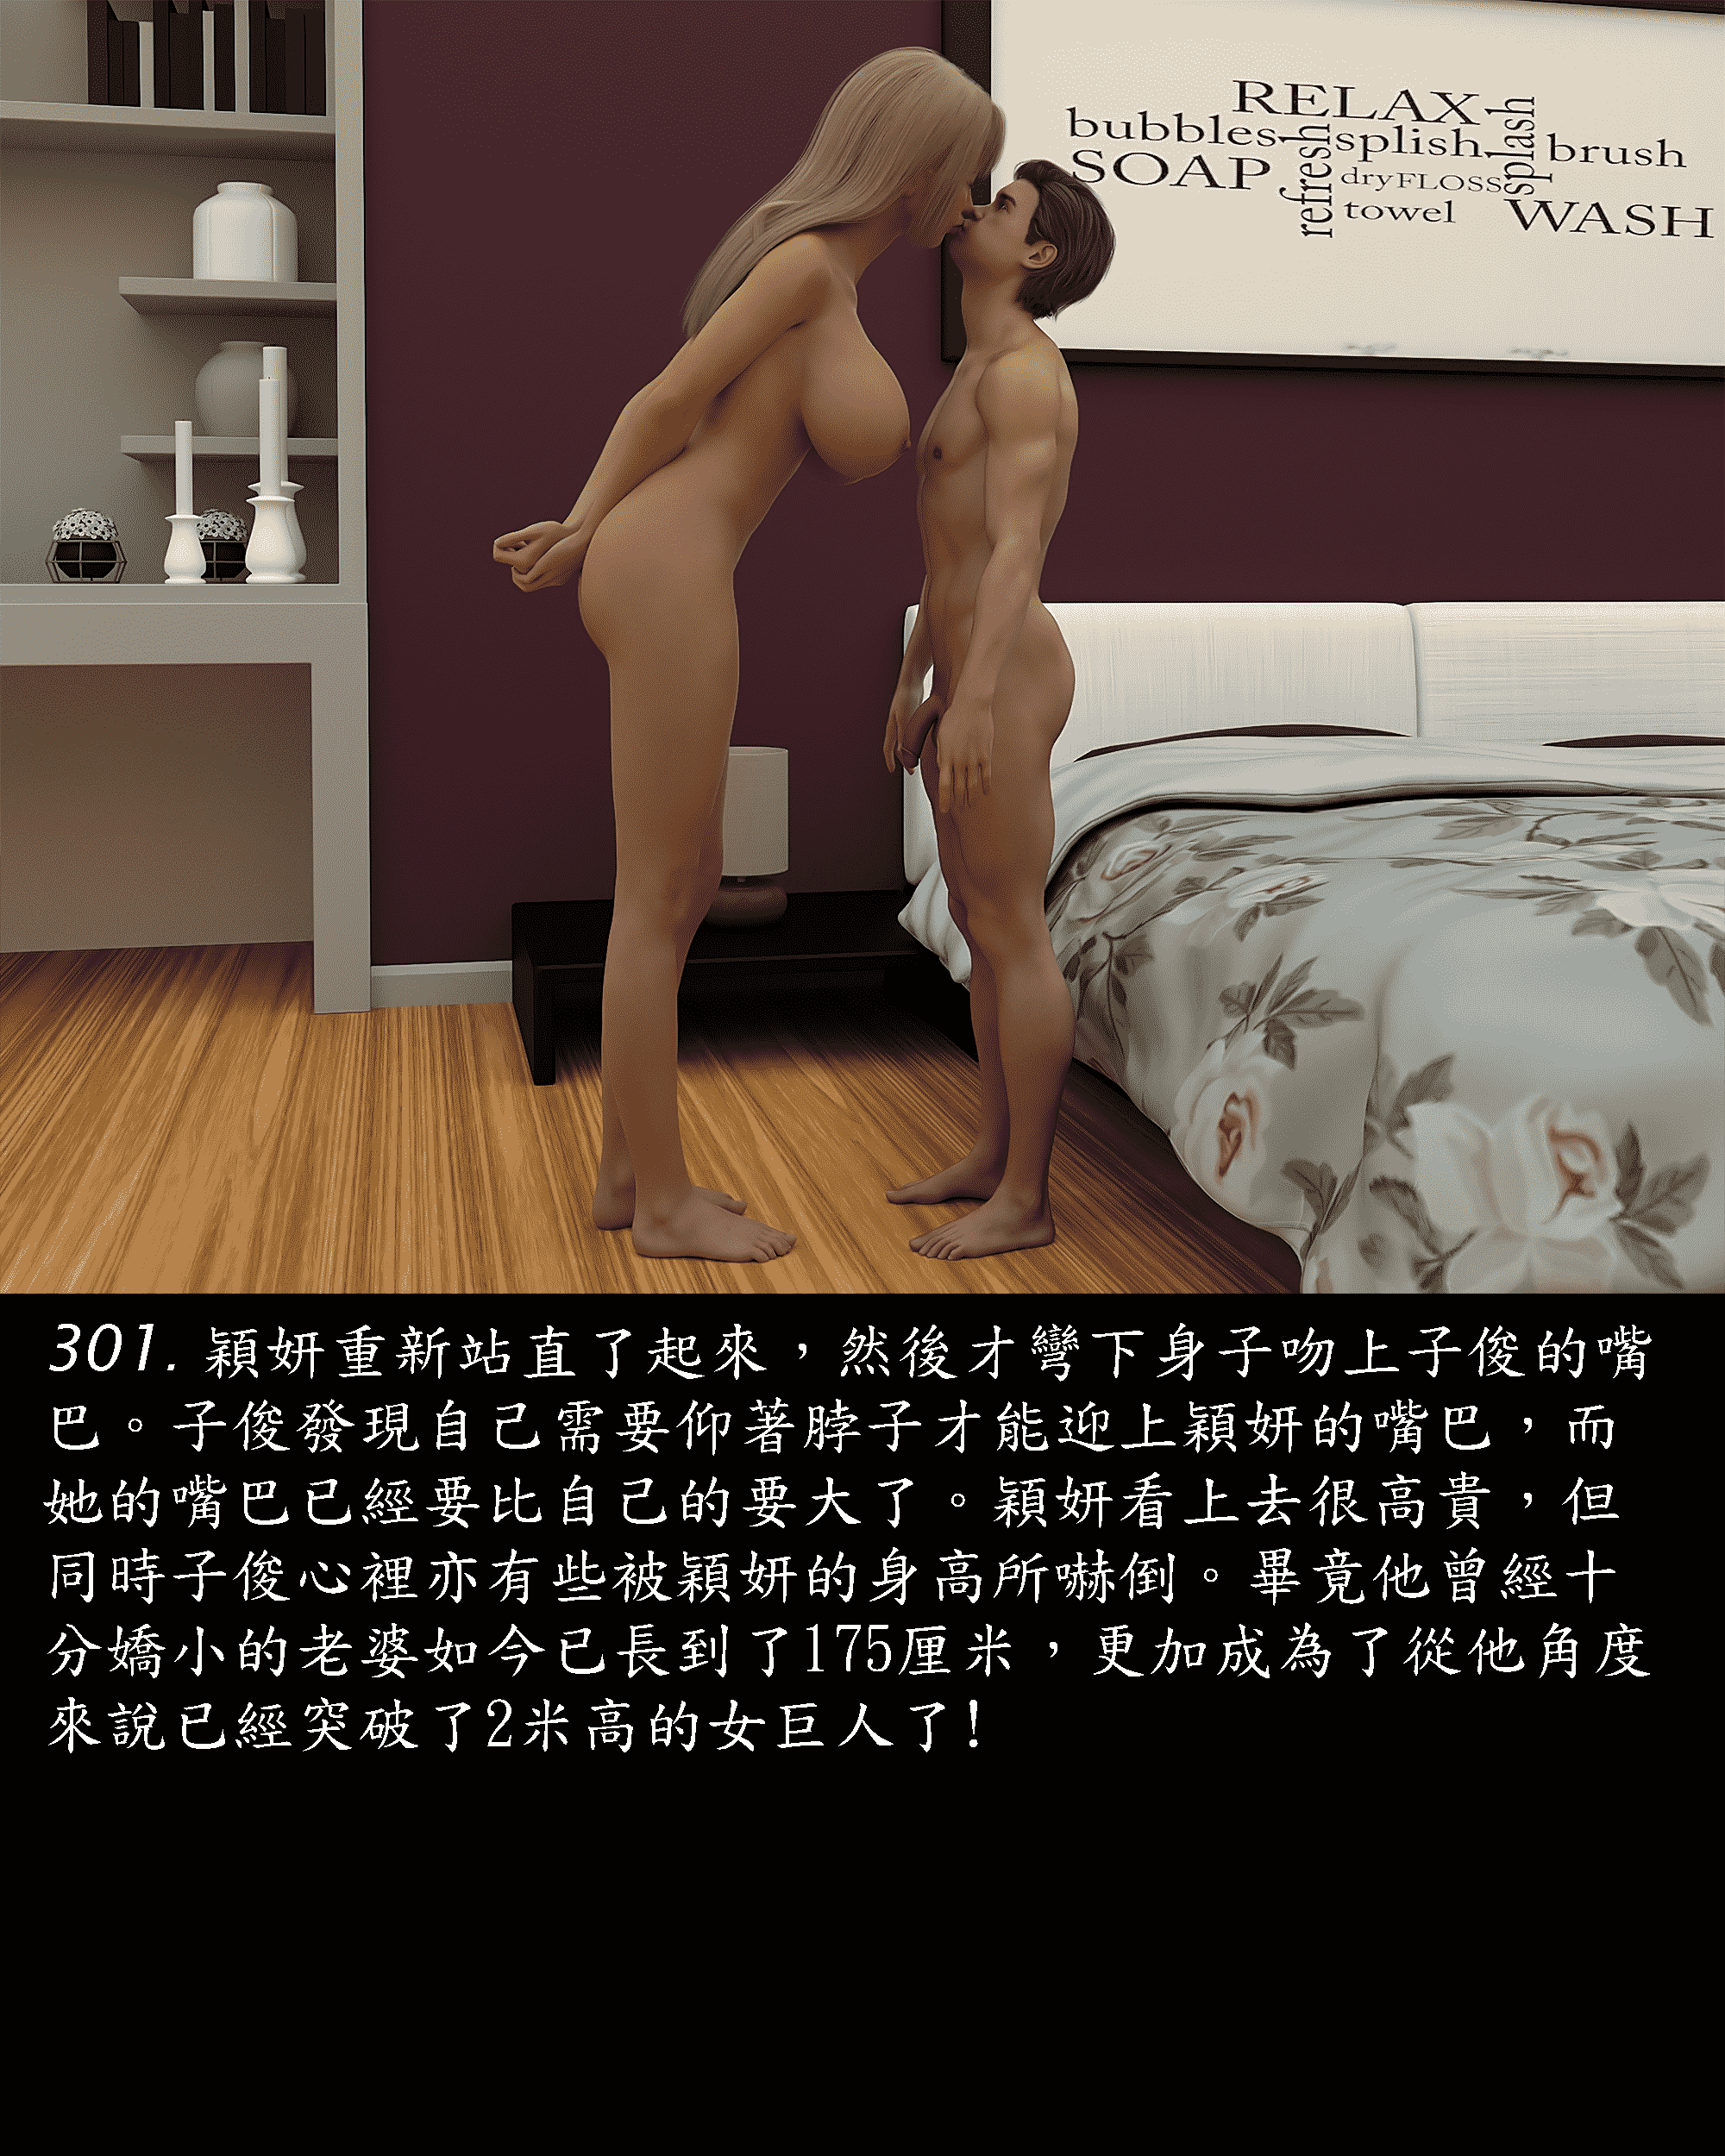 RELAX
bubbles splish splash brush
SOAP refresh dry FLOSS
towel WASH
301. 穎妍重新站直了起來，然後才彎下身子吻上子俊的嘴
巴。子俊發現自己需要仰著脖子才能迎上穎妍的嘴巴，而
她的嘴巴已經要比自己的要大了。穎妍看上去很高貴，但
同時子俊心裡亦有些被穎妍的身高所嚇倒。畢竟他曾經十
分嬌小的老婆如今已長到了175厘米，更加成為了從他角度
來說已經突破了2米高的女巨人了!